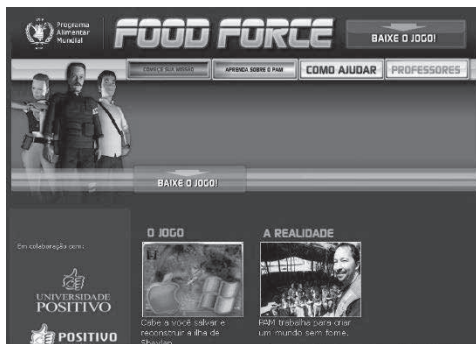 Programa
Alimentar
Mundial
FOOD FORCE
BAIXE O JOGO!
COMECE SUA MISSÃO
APRENDA SOBRE O PAM
COMO AJUDAR
PROFESSORES
BAIXE O JOGO!
Em colaboração com:
UNIVERSIDADE
POSITIVO
POSITIVO
O JOGO
Cabe a você salvar e
reconstruir a ilha de
A REALIDADE
PAM trabalha para criar
um mundo sem fome.